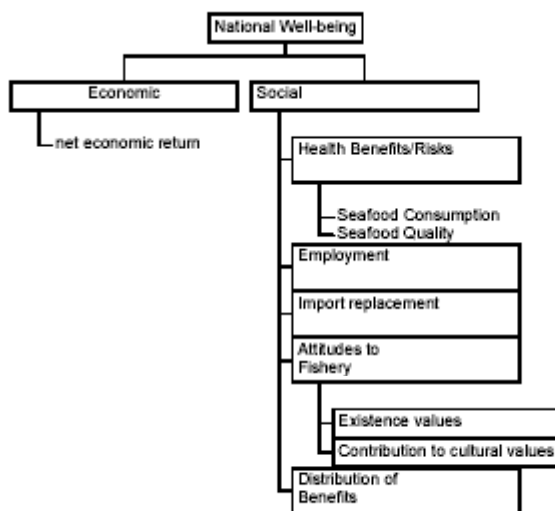 National Well-being
Economic
Social
net economic return
Health Benefits/Risks
Seafood Consumption
Seafood Quality
Employment
Import replacement
Attitudes to
Fishery
Existence values
Contribution to cultural values
Distribution of
Benefits